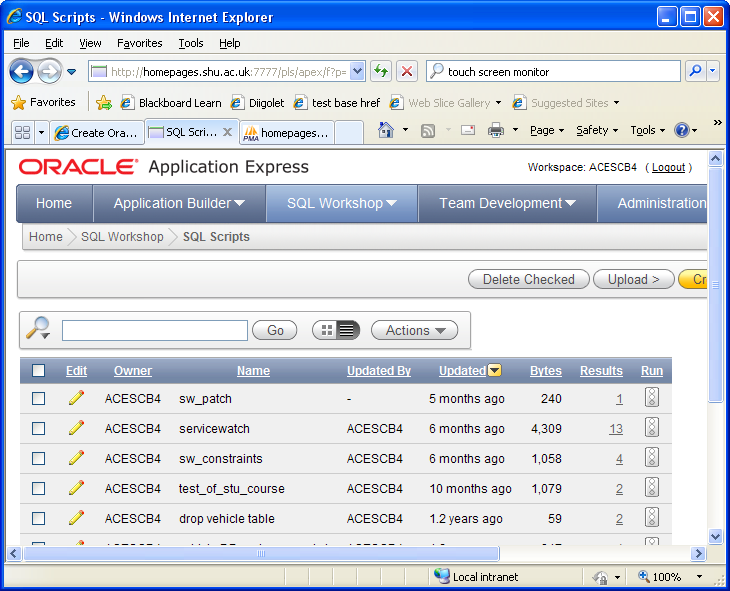 SQL Scripts - Windows Internet Explorer
File Edit View Favorites Tools Help
http://homepages.shu.ac.uk:7777/pls/apex/f?p= touch screen monitor
Favorites Blackboard Learn Diigolet test base href Web Slice Gallery Suggested Sites
Create Ora... SQL Scri... X PMA homepages... Page Safety Tools ? »
ORACLE® Application Express Workspace: ACESCB4 ( Logout )
Home Application Builder SQL Workshop Team Development Administration
Home SQL Workshop SQL Scripts
Delete Checked Upload > Cr
Go Actions
Edit Owner Name Updated By Updated Bytes Results Run
ACESCB4 sw_patch - 5 months ago 240 1
ACESCB4 servicewatch ACESCB4 6 months ago 4,309 13
ACESCB4 sw_constraints ACESCB4 6 months ago 1,058 4
ACESCB4 test_of_stu_course ACESCB4 10 months ago 1,079 2
ACESCB4 drop vehicle table ACESCB4 1.2 years ago 59 2
Local intranet 100%